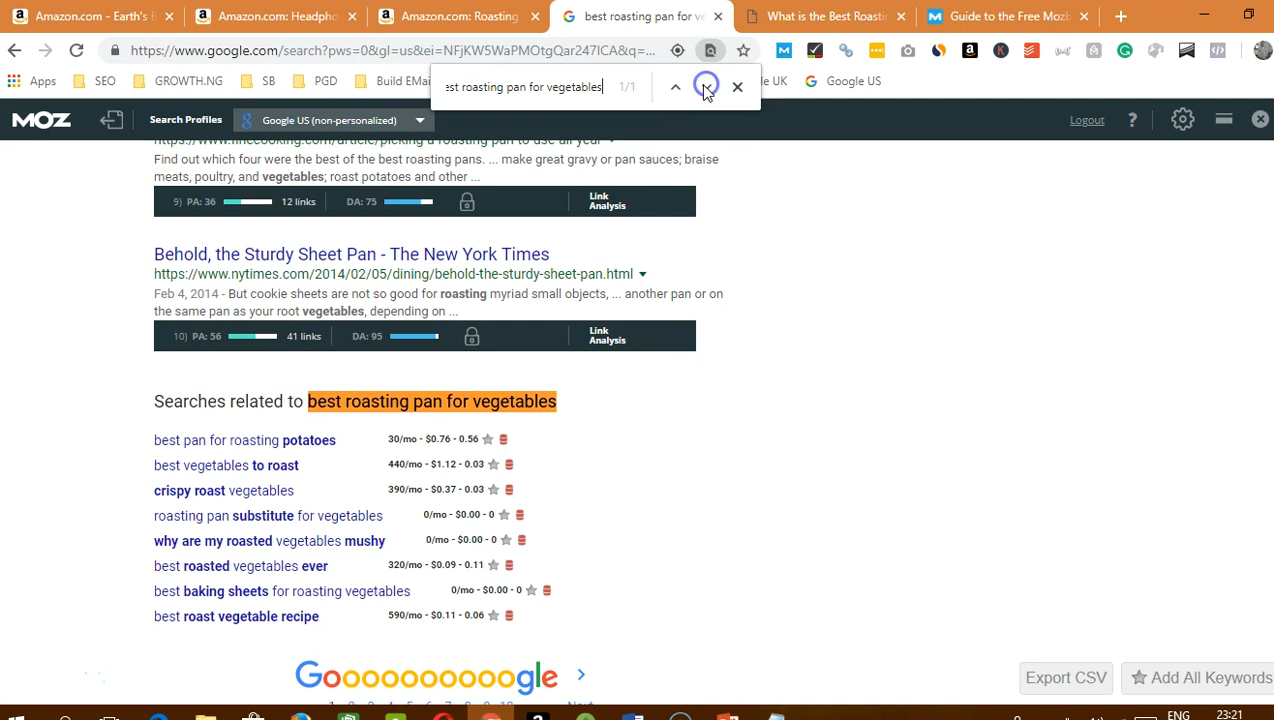 Amazon.com - Earth's B
Amazon.com: Headpho
Amazon.com: Roasting
best roasting pan for ve
What is the Best Roastin
Guide to the Free Mozb
https://www.google.com/search?pws=0&gl=us&ei=NFjKW5WaPMOtgQar247ICA&q=...
Apps
SEO
GROWTH.NG
SB
PGD
Build EMai
le UK
Google US
est roasting pan for vegetables
1/1
MOZ
Search Profiles
Google US (non-personalized)
Logout
?
Find out which four were the best of the best roasting pans. ... make great gravy or pan sauces; braise
meats, poultry, and vegetables; roast potatoes and other ...
9) PA: 36 12 links DA: 75 Link
Analysis
Behold, the Sturdy Sheet Pan - The New York Times
https://www.nytimes.com/2014/02/05/dining/behold-the-sturdy-sheet-pan.html
Feb 4, 2014 - But cookie sheets are not so good for roasting myriad small objects, ... another pan or on
the same pan as your root vegetables, depending on ...
10) PA: 56 41 links DA: 95 Link
Analysis
Searches related to best roasting pan for vegetables
best pan for roasting potatoes 30/mo - $0.76 - 0.56
best vegetables to roast 440/mo - $1.12 - 0.03
crispy roast vegetables 390/mo - $0.37 - 0.03
roasting pan substitute for vegetables 0/mo - $0.00 - 0
why are my roasted vegetables mushy 0/mo - $0.00 - 0
best roasted vegetables ever 320/mo - $0.09 - 0.11
best baking sheets for roasting vegetables 0/mo - $0.00 - 0
best roast vegetable recipe 590/mo - $0.11 - 0.06
Goooooooooogle
Export CSV
Add All Keywords
23:21